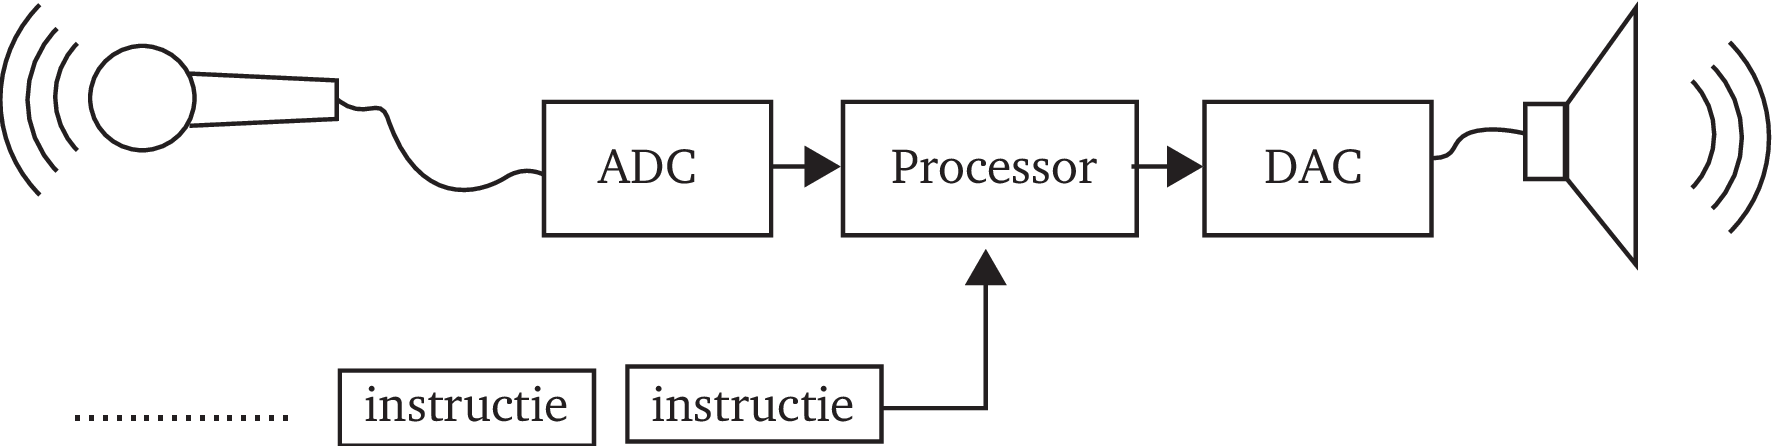 ADC
Processor
DAC
instructie
instructie